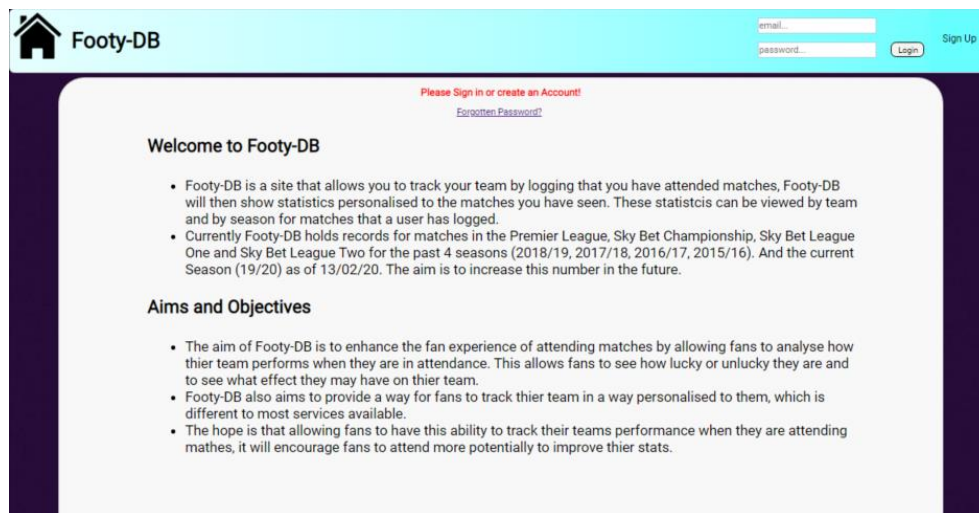 Footy-DB
email...
password...
Login
Sign Up
Please Sign in or create an Account!
Forgotten Password?
Welcome to Footy-DB
• Footy-DB is a site that allows you to track your team by logging that you have attended matches, Footy-DB
will then show statistics personalised to the matches you have seen. These statistcis can be viewed by team
and by season for matches that a user has logged.
• Currently Footy-DB holds records for matches in the Premier League, Sky Bet Championship, Sky Bet League
One and Sky Bet League Two for the past 4 seasons (2018/19, 2017/18, 2016/17, 2015/16). And the current
Season (19/20) as of 13/02/20. The aim is to increase this number in the future.
Aims and Objectives
• The aim of Footy-DB is to enhance the fan experience of attending matches by allowing fans to analyse how
thier team performs when they are in attendance. This allows fans to see how lucky or unlucky they are and
to see what effect they may have on thier team.
• Footy-DB also aims to provide a way for fans to track thier team in a way personalised to them, which is
different to most services available.
• The hope is that allowing fans to have this ability to track their teams performance when they are attending
mathes, it will encourage fans to attend more potentially to improve thier stats.